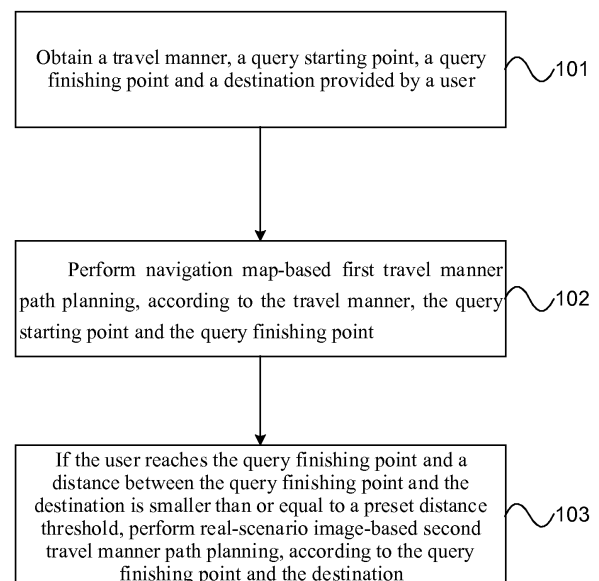 Obtain a travel manner, a query starting point, a query
finishing point and a destination provided by a user
101
Perform navigation map-based first travel manner
path planning, according to the travel manner, the query
starting point and the query finishing point
102
If the user reaches the query finishing point and a
distance between the query finishing point and the
destination is smaller than or equal to a preset distance
threshold, perform real-scenario image-based second
travel manner path planning, according to the query
finishing point and the destination
103